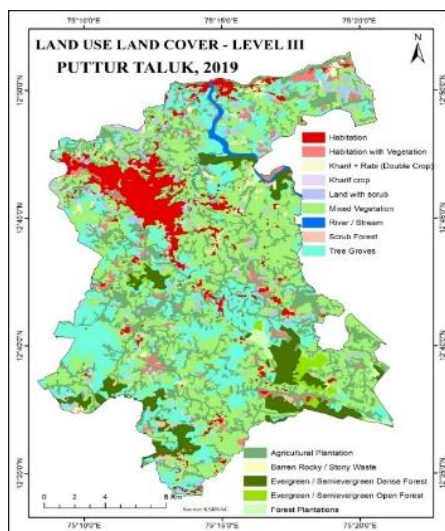 LAND USE LAND COVER - LEVEL III
PUTTUR TALUK, 2019
N
75°10'0"E
75°15'0"E
75°20'0"E
Habitation
Habitation with Vegetation
Kharif + Rabi (Double Crop)
Kharif crop
Land with scrub
Mixed Vegetation
River / Stream
Scrub Forest
Tree Groves
Agricultural Plantation
Barren Rocky / Stony Waste
Evergreen / Semievergreen Dense Forest
Evergreen / Semievergreen Open Forest
Forest Plantations
0
2
4
8 Km
75°10'0"E
75°15'0"E
75°20'0"E